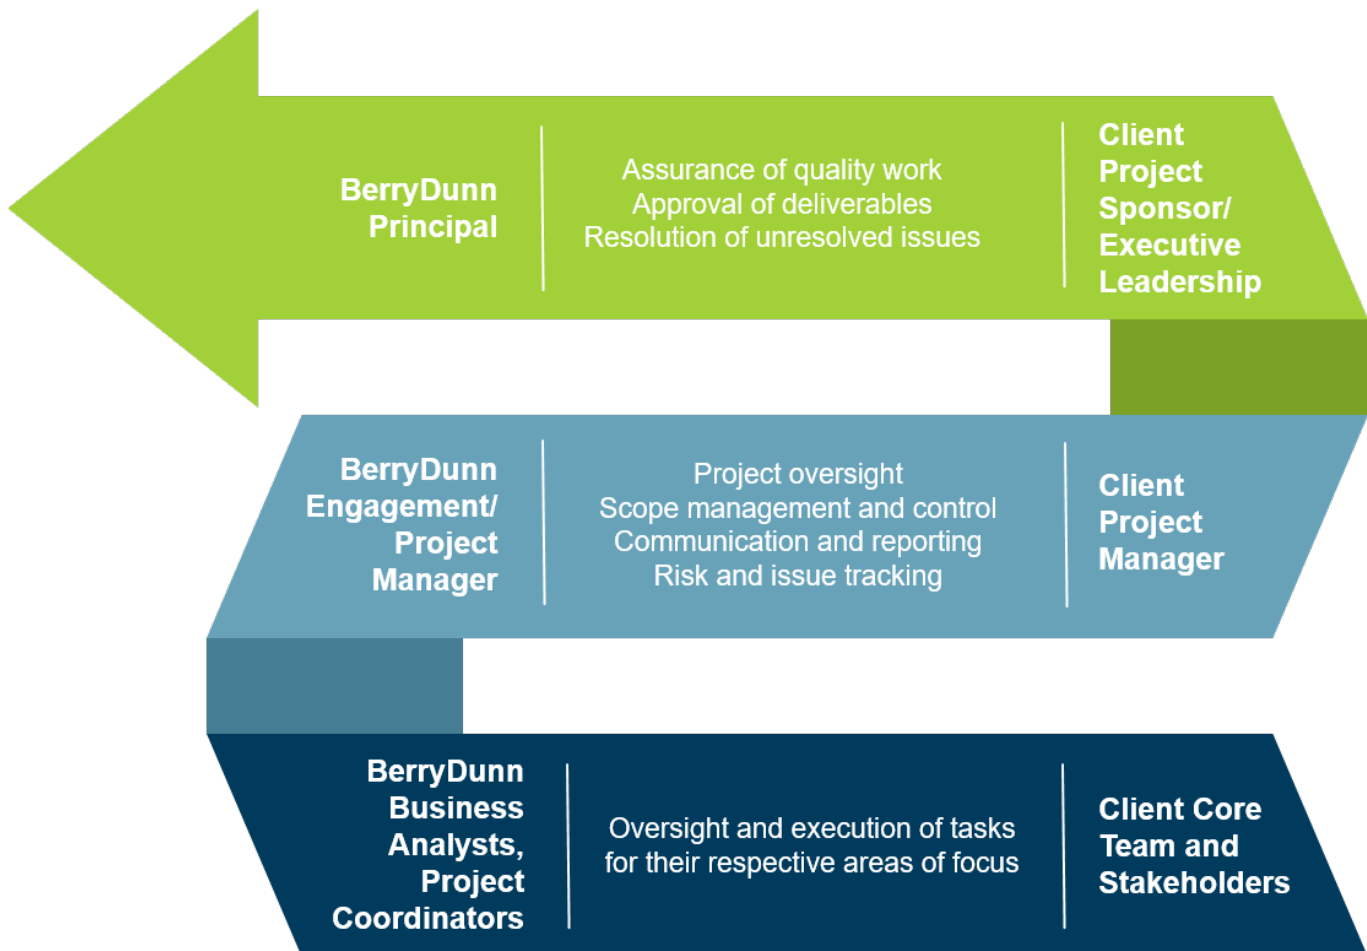 BerryDunn
Principal
Assurance of quality work
Approval of deliverables
Resolution of unresolved issues
Client
Project
Sponsor/
Executive
Leadership
BerryDunn
Engagement/
Project
Manager
Project oversight
Scope management and control
Communication and reporting
Risk and issue tracking
Client
Project
Manager
BerryDunn
Business
Analysts,
Project
Coordinators
Oversight and execution of tasks
for their respective areas of focus
Client Core
Team and
Stakeholders